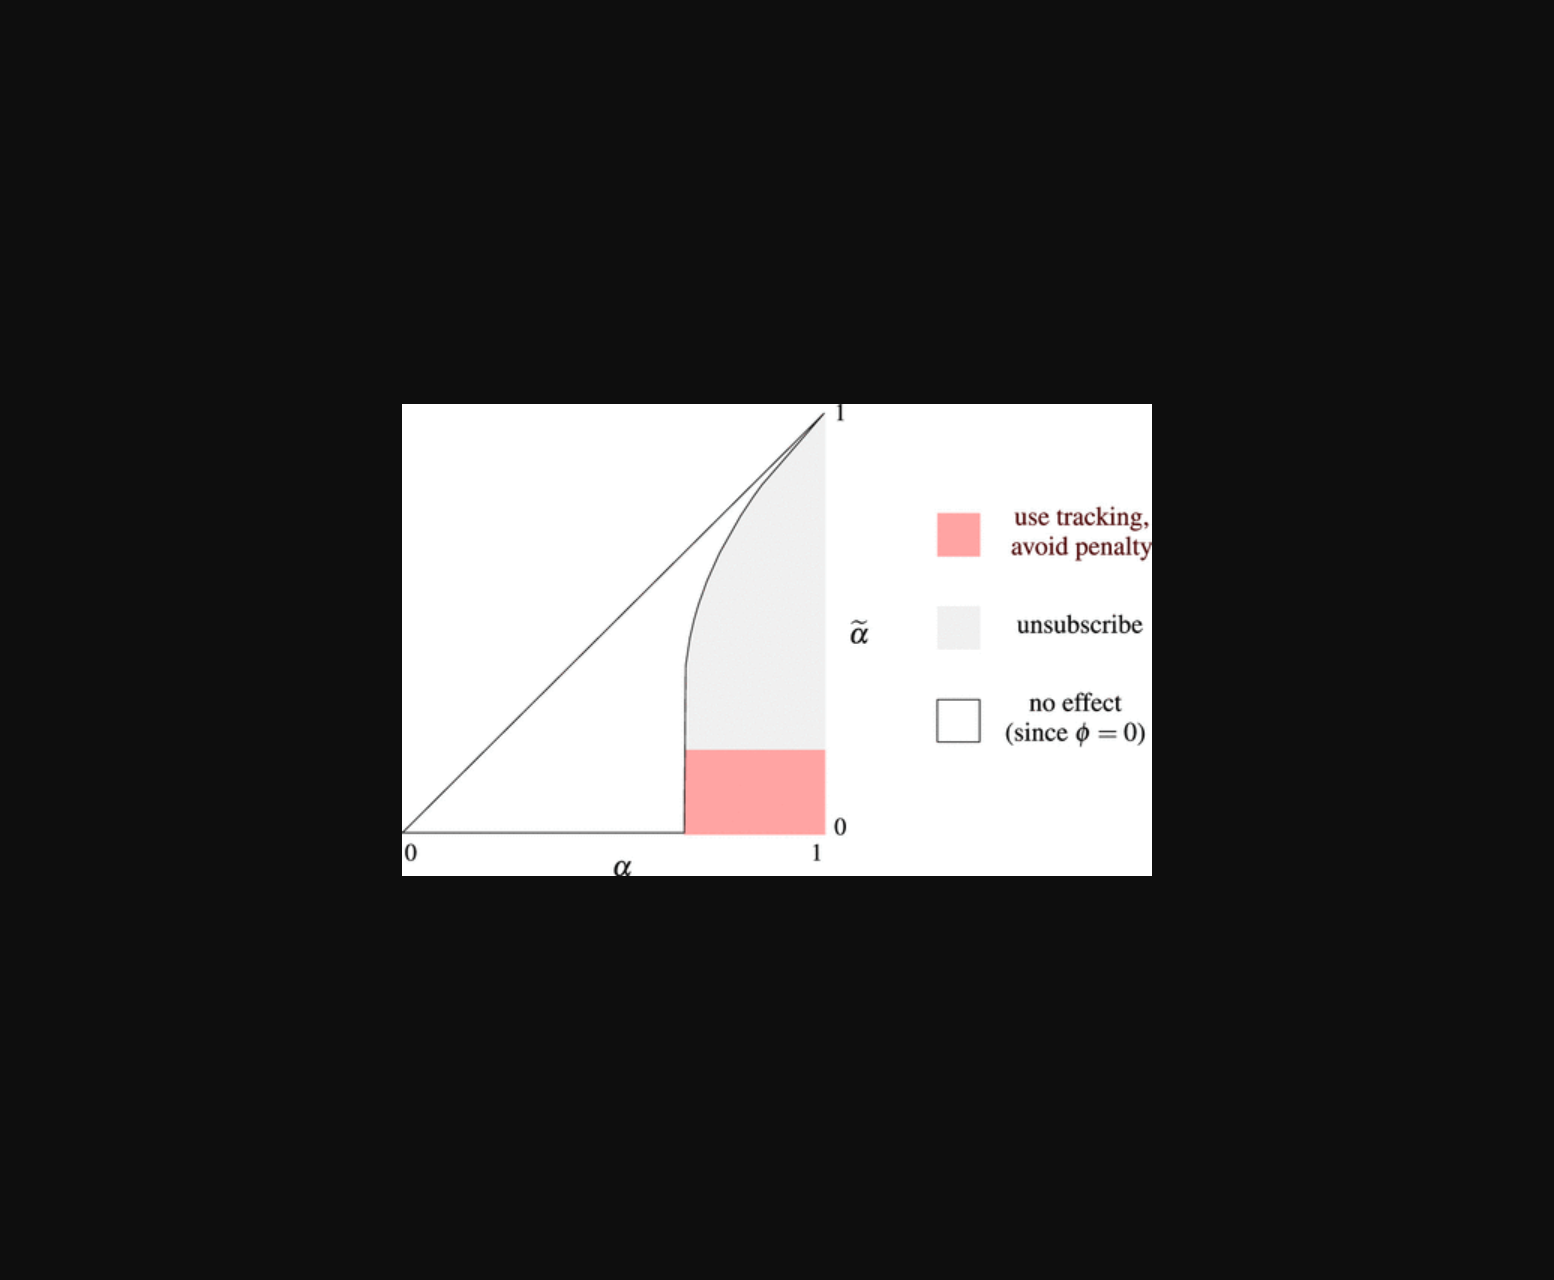 1
use tracking,
avoid penalty
α̃
unsubscribe
no effect
(since ϕ = 0)
0
0
α
1